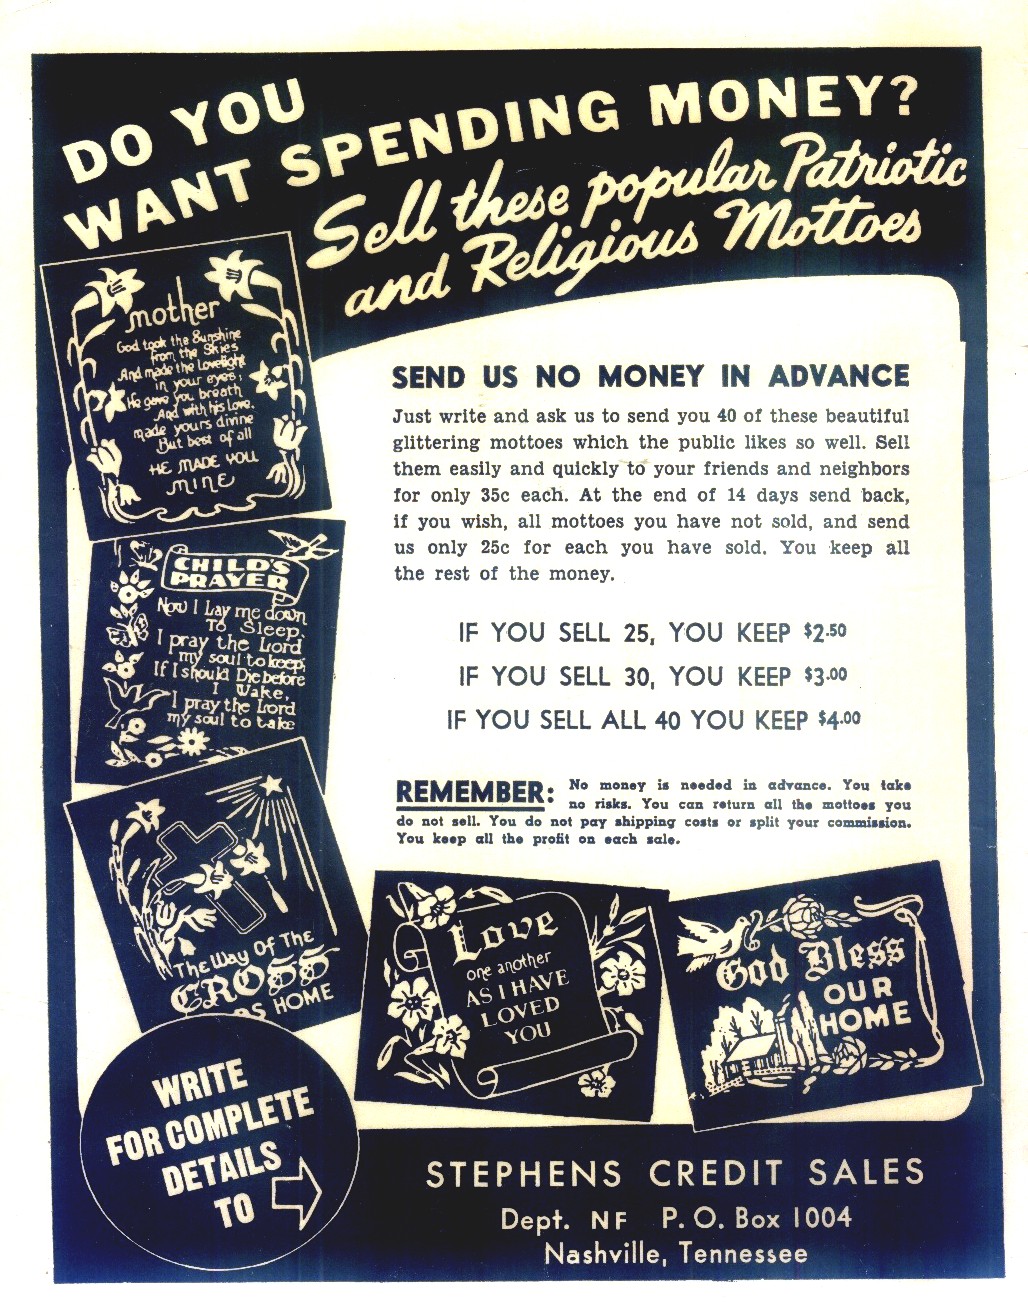 DO YOU
WANT SPENDING MONEY?
Sell these popular Patriotic
and Religious Mottoes
mother
God took the Sunshine
from the Skies
And made the Lovelight
in your eyes;
He gave you breath
And with his Love.
made yours divine
But best of all
HE MADE YOU
MINE
CHILD'S
PRAYER
Now I Lay me down
To Sleep,
I pray the Lord
my soul to keep;
If I should Die before
I Wake,
I pray the Lord
my soul to take
The Way Of The
CROSS
HOME
SEND US NO MONEY IN ADVANCE
Just write and ask us to send you 40 of these beautiful
glittering mottoes which the public likes so well. Sell
them easily and quickly to your friends and neighbors
for only 35c each. At the end of 14 days send back,
if you wish, all mottoes you have not sold, and send
us only 25c for each you have sold. You keep all
the rest of the money.
IF YOU SELL 25, YOU KEEP $2.50
IF YOU SELL 30, YOU KEEP $3.00
IF YOU SELL ALL 40 YOU KEEP $4.00
REMEMBER: No money is needed in advance. You take
no risks. You can return all the mottoes you
do not sell. You do not pay shipping costs or split your commission.
You keep all the profit on each sale.
Love
one another
AS I HAVE
LOVED
YOU
God Bless
OUR
HOME
WRITE
FOR COMPLETE
DETAILS
TO
STEPHENS CREDIT SALES
Dept. NF P. O. Box 1004
Nashville, Tennessee